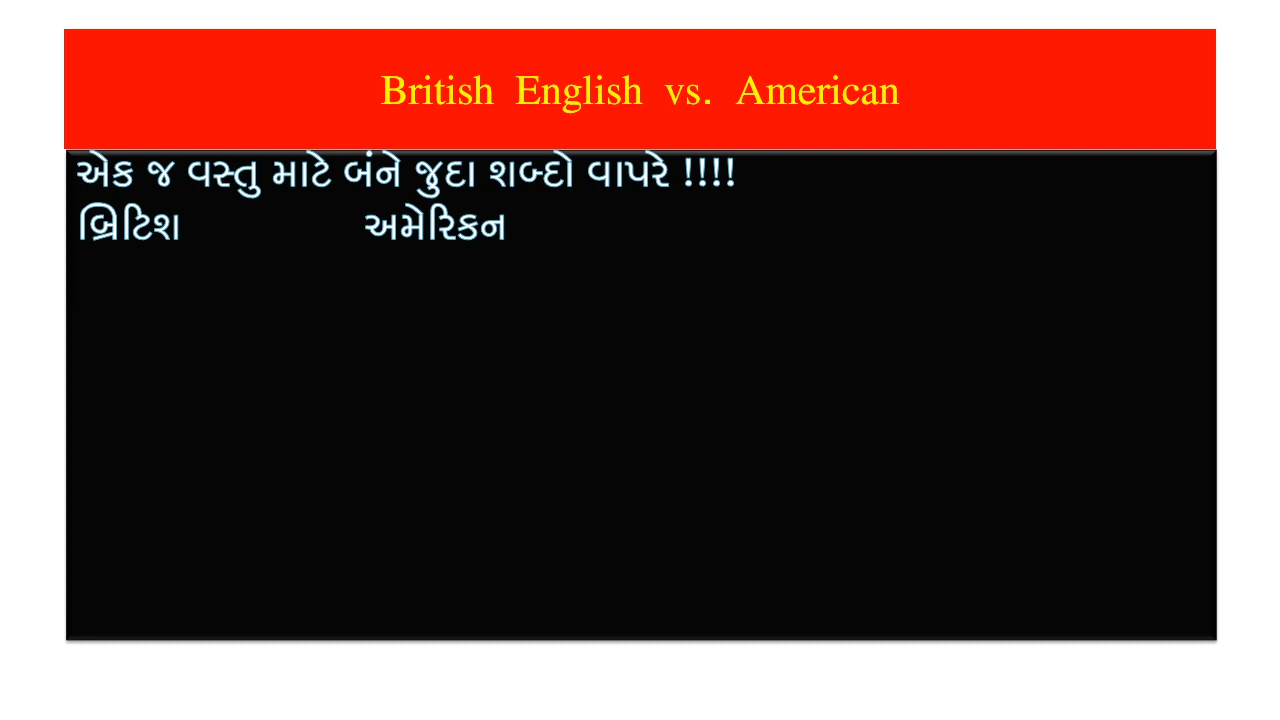 British English vs. American
એક જ વસ્તુ માટે બંને જુદા શબ્દો વાપરે !!!!
બ્રિટિશ અમેરિકન